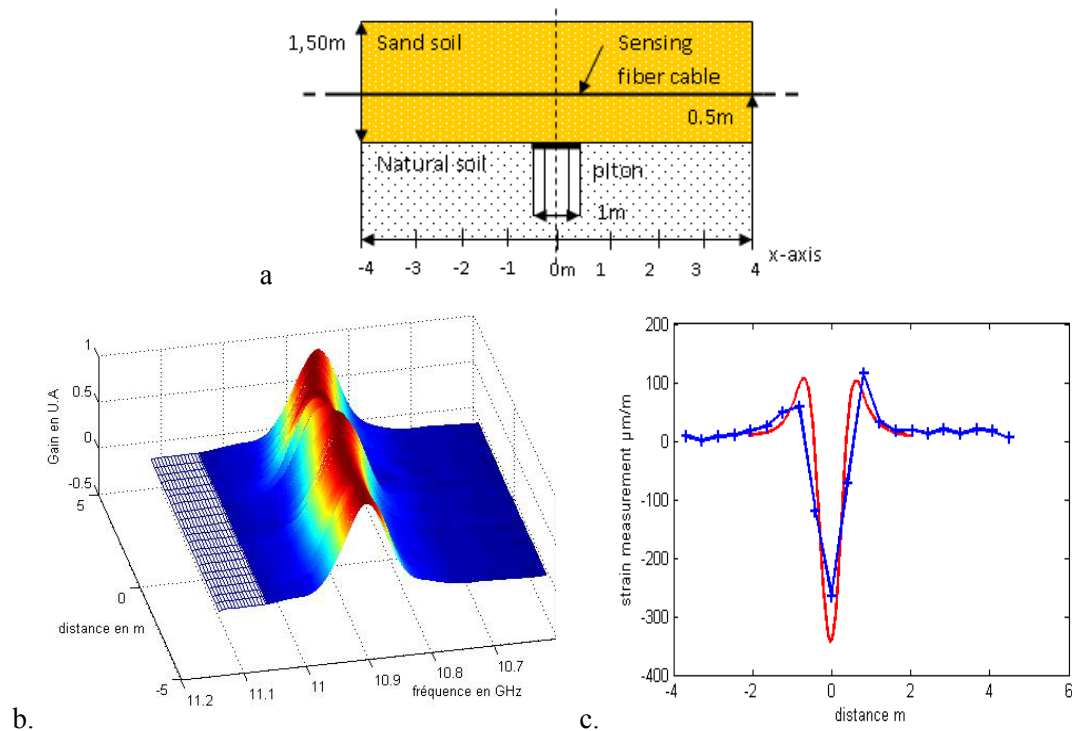 1,50m
Sand soil
Sensing
fiber cable
0.5m
Natural soil
piton
1m
-4 -3 -2 -1 0m 1 2 3 4
x-axis
a
1
0.5
0
-0.5
Gain en U.A
5
0
-5
distance en m
11.2 11.1 11 10.9 10.8 10.7
fréquence en GHz
b.
200
100
0
-100
-200
-300
-400
strain measurement µm/m
-4 -2 0 2 4 6
distance m
c.